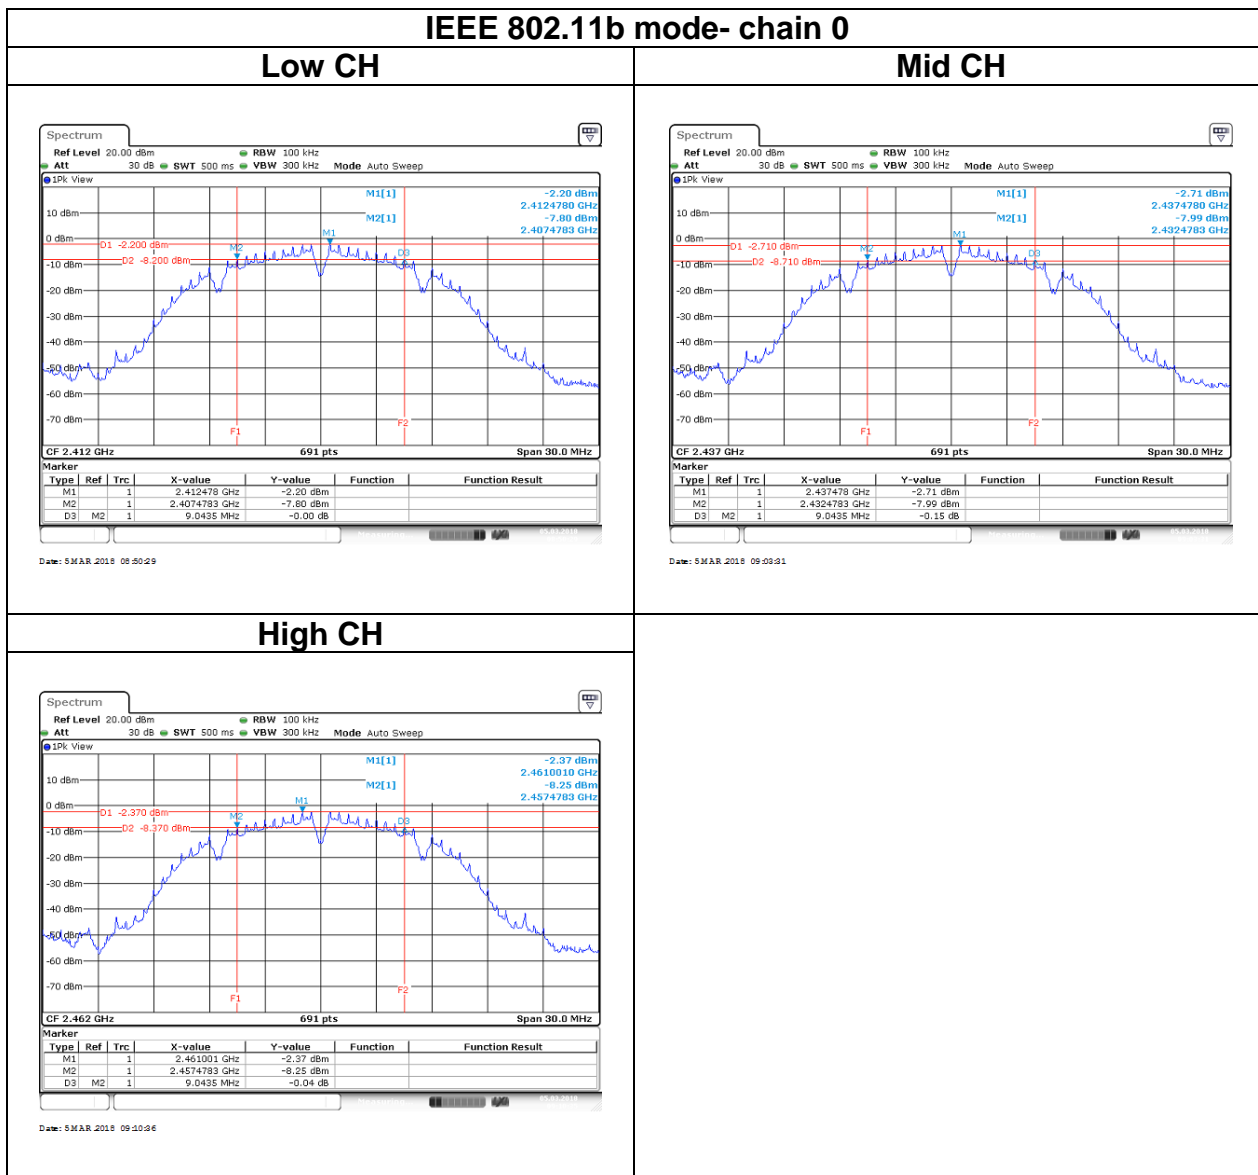 IEEE 802.11b mode- chain 0
Low CH
Spectrum
Ref Level 20.00 dBm RBW 100 kHz
Att 30 dB SWT 500 ms VBW 300 kHz Mode Auto Sweep
1Pk View
M1[1] -2.20 dBm
2.4124780 GHz
M2[1] -7.80 dBm
2.4074783 GHz
10 dBm
0 dBm
M1
D1 -2.200 dBm
M2
D3
D2 -8.200 dBm
-10 dBm
-20 dBm
-30 dBm
-40 dBm
-50 dBm
-60 dBm
-70 dBm
F1
F2
CF 2.412 GHz 691 pts Span 30.0 MHz
Marker
Type Ref Trc X-value Y-value Function Function Result
M1 1 2.412478 GHz -2.20 dBm
M2 1 2.4074783 GHz -7.80 dBm
D3 M2 1 9.0435 MHz -0.00 dB
05.03.2018
Date: 5.MAR.2018 08:50:29
Mid CH
Spectrum
Ref Level 20.00 dBm RBW 100 kHz
Att 30 dB SWT 500 ms VBW 300 kHz Mode Auto Sweep
1Pk View
M1[1] -2.71 dBm
2.4374780 GHz
M2[1] -7.99 dBm
2.4324783 GHz
10 dBm
0 dBm
M1
D1 -2.710 dBm
M2
D3
D2 -8.710 dBm
-10 dBm
-20 dBm
-30 dBm
-40 dBm
-50 dBm
-60 dBm
-70 dBm
F1
F2
CF 2.437 GHz 691 pts Span 30.0 MHz
Marker
Type Ref Trc X-value Y-value Function Function Result
M1 1 2.437478 GHz -2.71 dBm
M2 1 2.4324783 GHz -7.99 dBm
D3 M2 1 9.0435 MHz -0.15 dB
05.03.2018
Date: 5.MAR.2018 09:03:31
High CH
Spectrum
Ref Level 20.00 dBm RBW 100 kHz
Att 30 dB SWT 500 ms VBW 300 kHz Mode Auto Sweep
1Pk View
M1[1] -2.37 dBm
2.4610010 GHz
M2[1] -8.25 dBm
2.4574783 GHz
10 dBm
0 dBm
M1
D1 -2.370 dBm
M2
D3
D2 -8.370 dBm
-10 dBm
-20 dBm
-30 dBm
-40 dBm
-50 dBm
-60 dBm
-70 dBm
F1
F2
CF 2.462 GHz 691 pts Span 30.0 MHz
Marker
Type Ref Trc X-value Y-value Function Function Result
M1 1 2.461001 GHz -2.37 dBm
M2 1 2.4574783 GHz -8.25 dBm
D3 M2 1 9.0435 MHz -0.04 dB
05.03.2018
Date: 5.MAR.2018 09:10:36